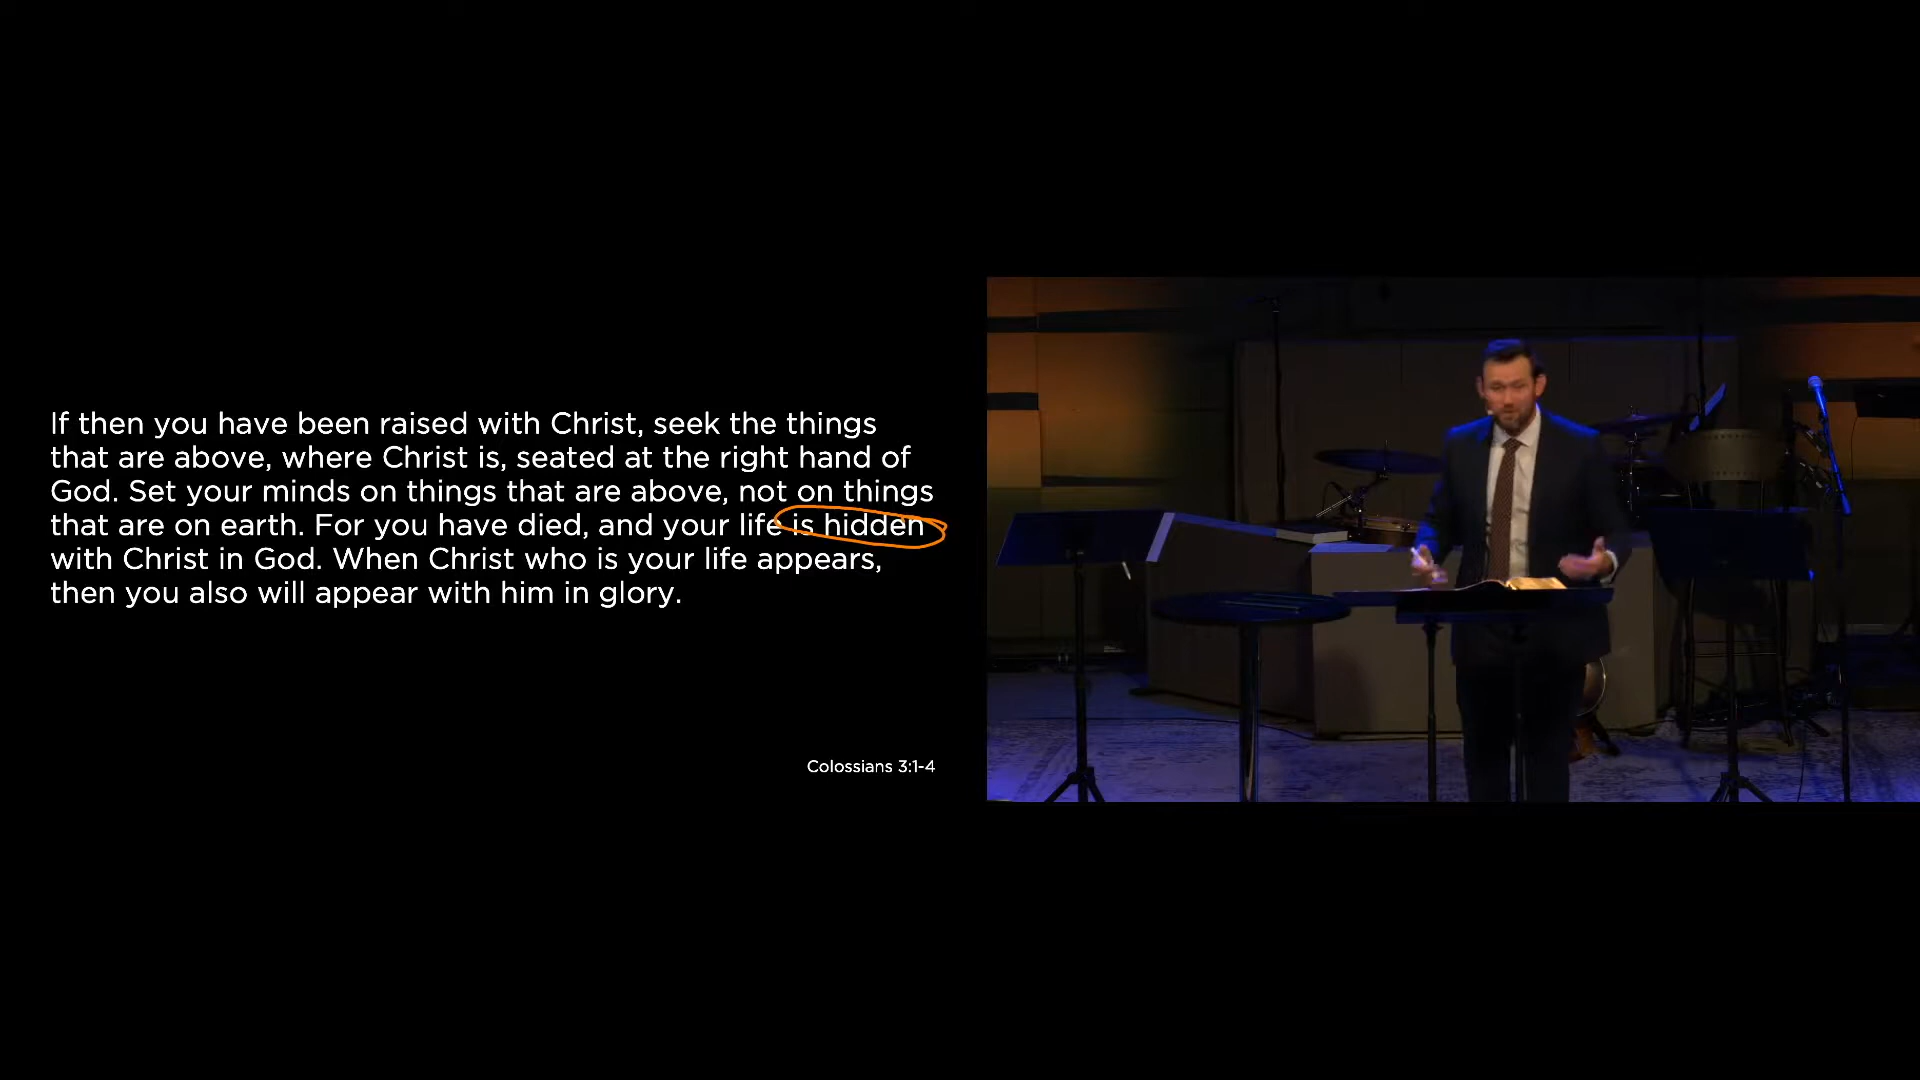 If then you have been raised with Christ, seek the things
that are above, where Christ is, seated at the right hand of
God. Set your minds on things that are above, not on things
that are on earth. For you have died, and your life is hidden
with Christ in God. When Christ who is your life appears,
then you also will appear with him in glory.
Colossians 3:1-4